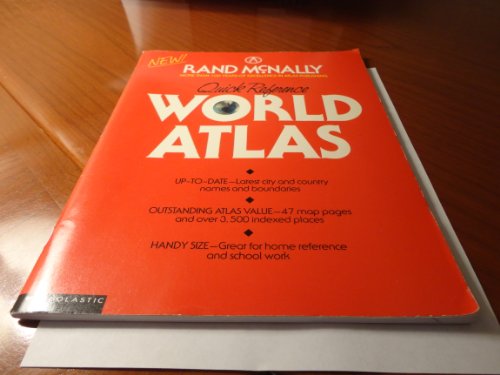 NEW!
RAND McNALLY
Quick Reference
WORLD
ATLAS
UP-TO-DATE—Latest city and country
names and boundaries
OUTSTANDING ATLAS VALUE—47 map pages
and over 3,500 indexed places
HANDY SIZE—Great for home reference
and school work
SCHOLASTIC